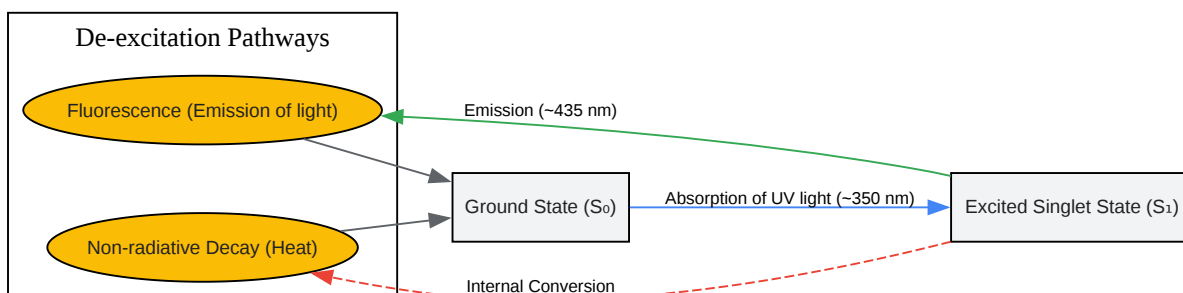 De-excitation Pathways
Fluorescence (Emission of light)
Emission (~435 nm)
Ground State (S₀)
Absorption of UV light (~350 nm)
Excited Singlet State (S₁)
Non-radiative Decay (Heat)
Internal Conversion